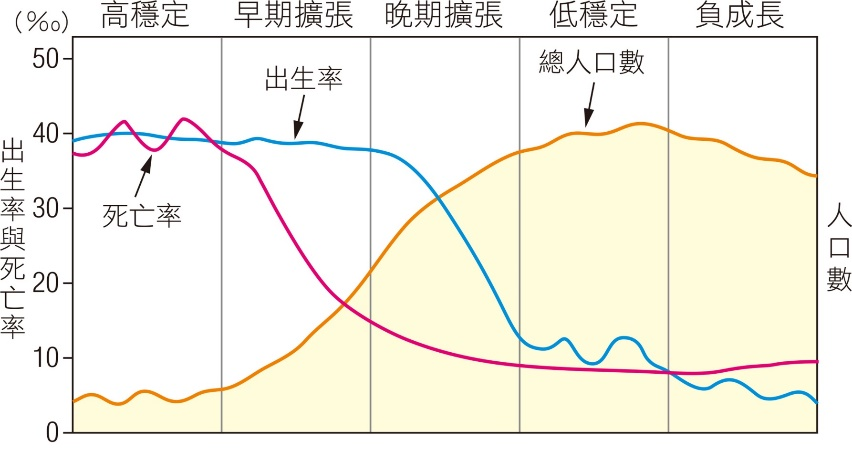 (‰) 高穩定 早期擴張 晚期擴張 低穩定 負成長
50
40
30
20
10
0
出生率與死亡率
出生率
死亡率
總人口數
人口數